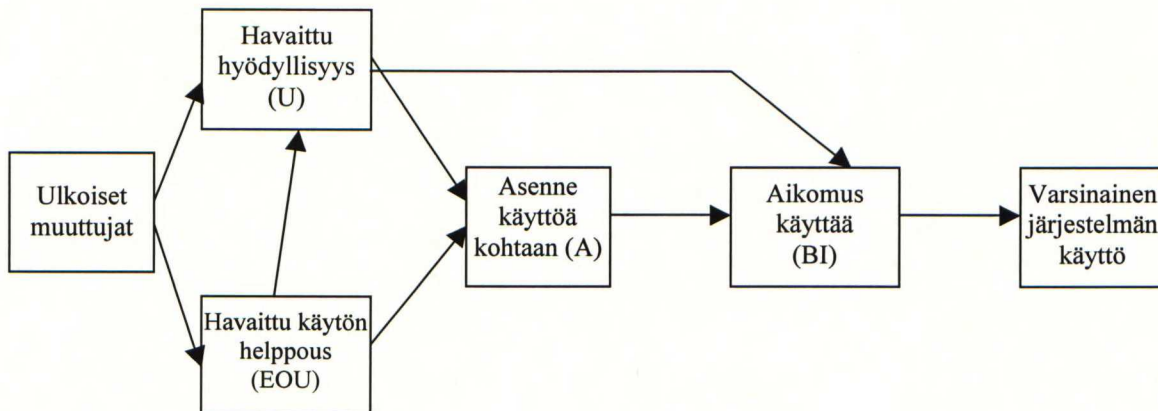 Havaittu
hyödyllisyys
(U)
Ulkoiset
muuttujat
Havaittu käytön
helppous
(EOU)
Asenne
käyttöä
kohtaan (A)
Aikomus
käyttää
(BI)
Varsinainen
järjestelmän
käyttö